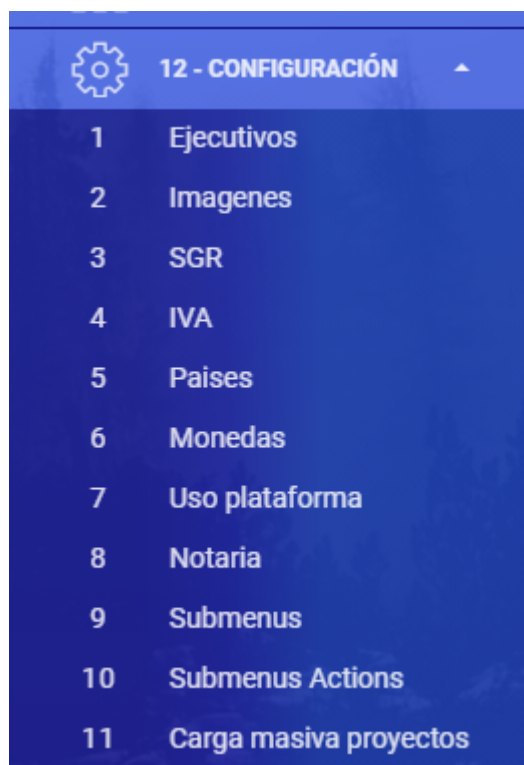 12 - CONFIGURACIÓN
1 Ejecutivos
2 Imagenes
3 SGR
4 IVA
5 Paises
6 Monedas
7 Uso plataforma
8 Notaria
9 Submenus
10 Submenus Actions
11 Carga masiva proyectos